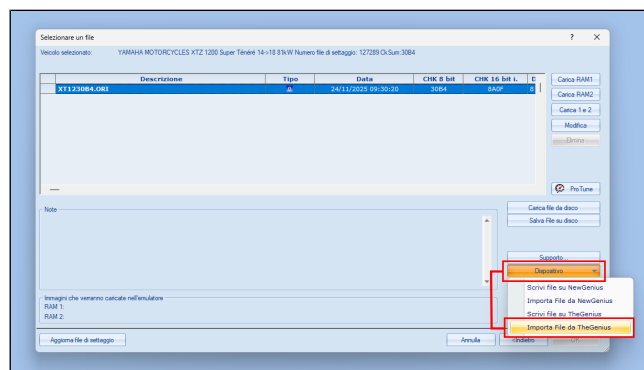 Selezionare un file
Veicolo selezionato: YAMAHA MOTORCYCLES XTZ 1200 Super Ténéré 14->18 81kW Numero file di settaggio: 127289 CkSum:30B4
Descrizione Tipo Data CHK 8 bit CHK 16 bit i.
XT1230B4.ORI 24/11/2025 09:30:20 30B4 8A0F 8
Carica RAM1
Carica RAM2
Carica 1 e 2
Modifica
Elimina
ProTune
Note
Carica file da disco
Salva File su disco
Supporto...
Dispositivo
Scrivi file su NewGenius
Importa File da NewGenius
Scrivi file su TheGenius
Importa File da TheGenius
Immagini che verranno caricate nell'emulatore
RAM 1:
RAM 2:
Aggiorna file di settaggio
Annulla
<Indietro
OK